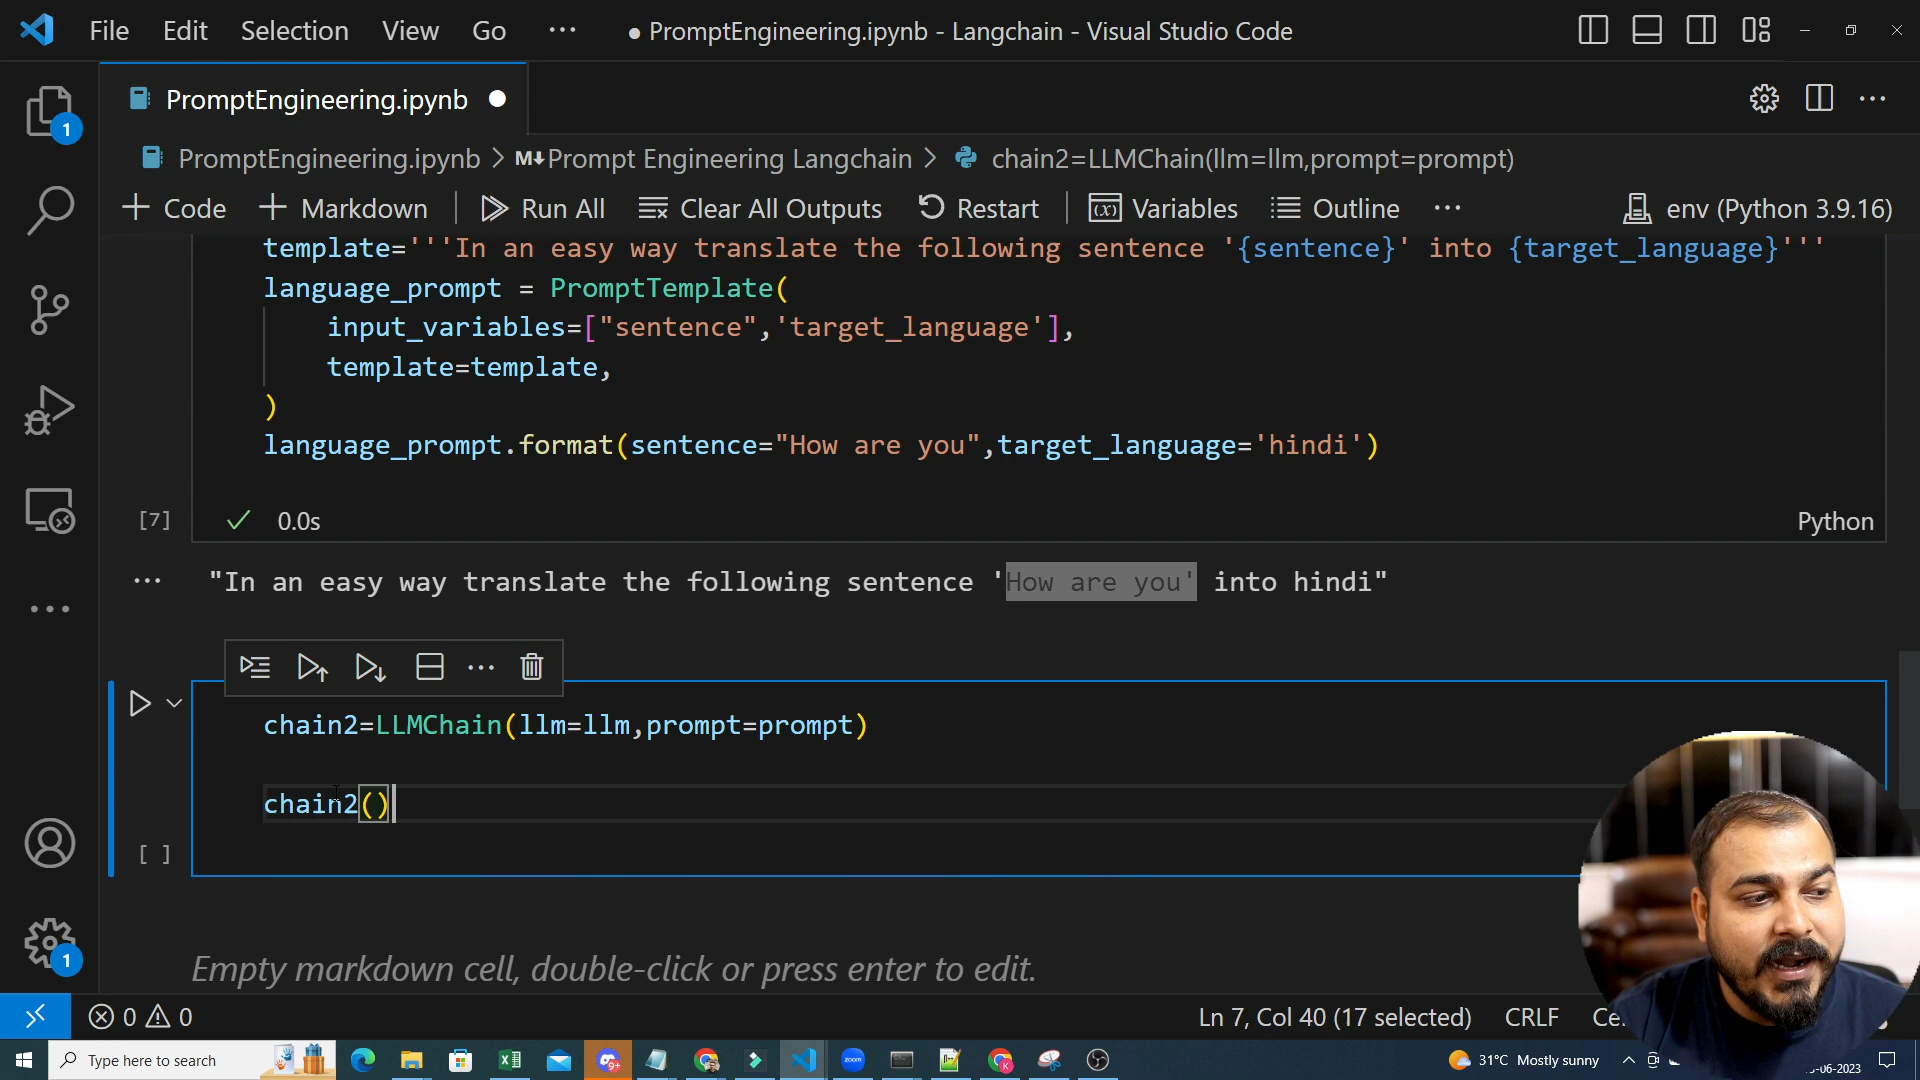 File Edit Selection View Go ··· ● PromptEngineering.ipynb - Langchain - Visual Studio Code
PromptEngineering.ipynb ●
PromptEngineering.ipynb > M↓Prompt Engineering Langchain > chain2=LLMChain(llm=llm,prompt=prompt)
+ Code + Markdown | Run All Clear All Outputs Restart | Variables Outline ··· env (Python 3.9.16)
template='''In an easy way translate the following sentence '{sentence}' into {target_language}'''
language_prompt = PromptTemplate(
input_variables=["sentence",'target_language'],
template=template,
)
language_prompt.format(sentence="How are you",target_language='hindi')
[7] ✓ 0.0s Python
··· "In an easy way translate the following sentence 'How are you' into hindi"
chain2=LLMChain(llm=llm,prompt=prompt)
chain2()
[ ]
Empty markdown cell, double-click or press enter to edit.
1
1
0 0 Ln 7, Col 40 (17 selected) CRLF
Type here to search 9+ zoom K 31°C Mostly sunny
-06-2023